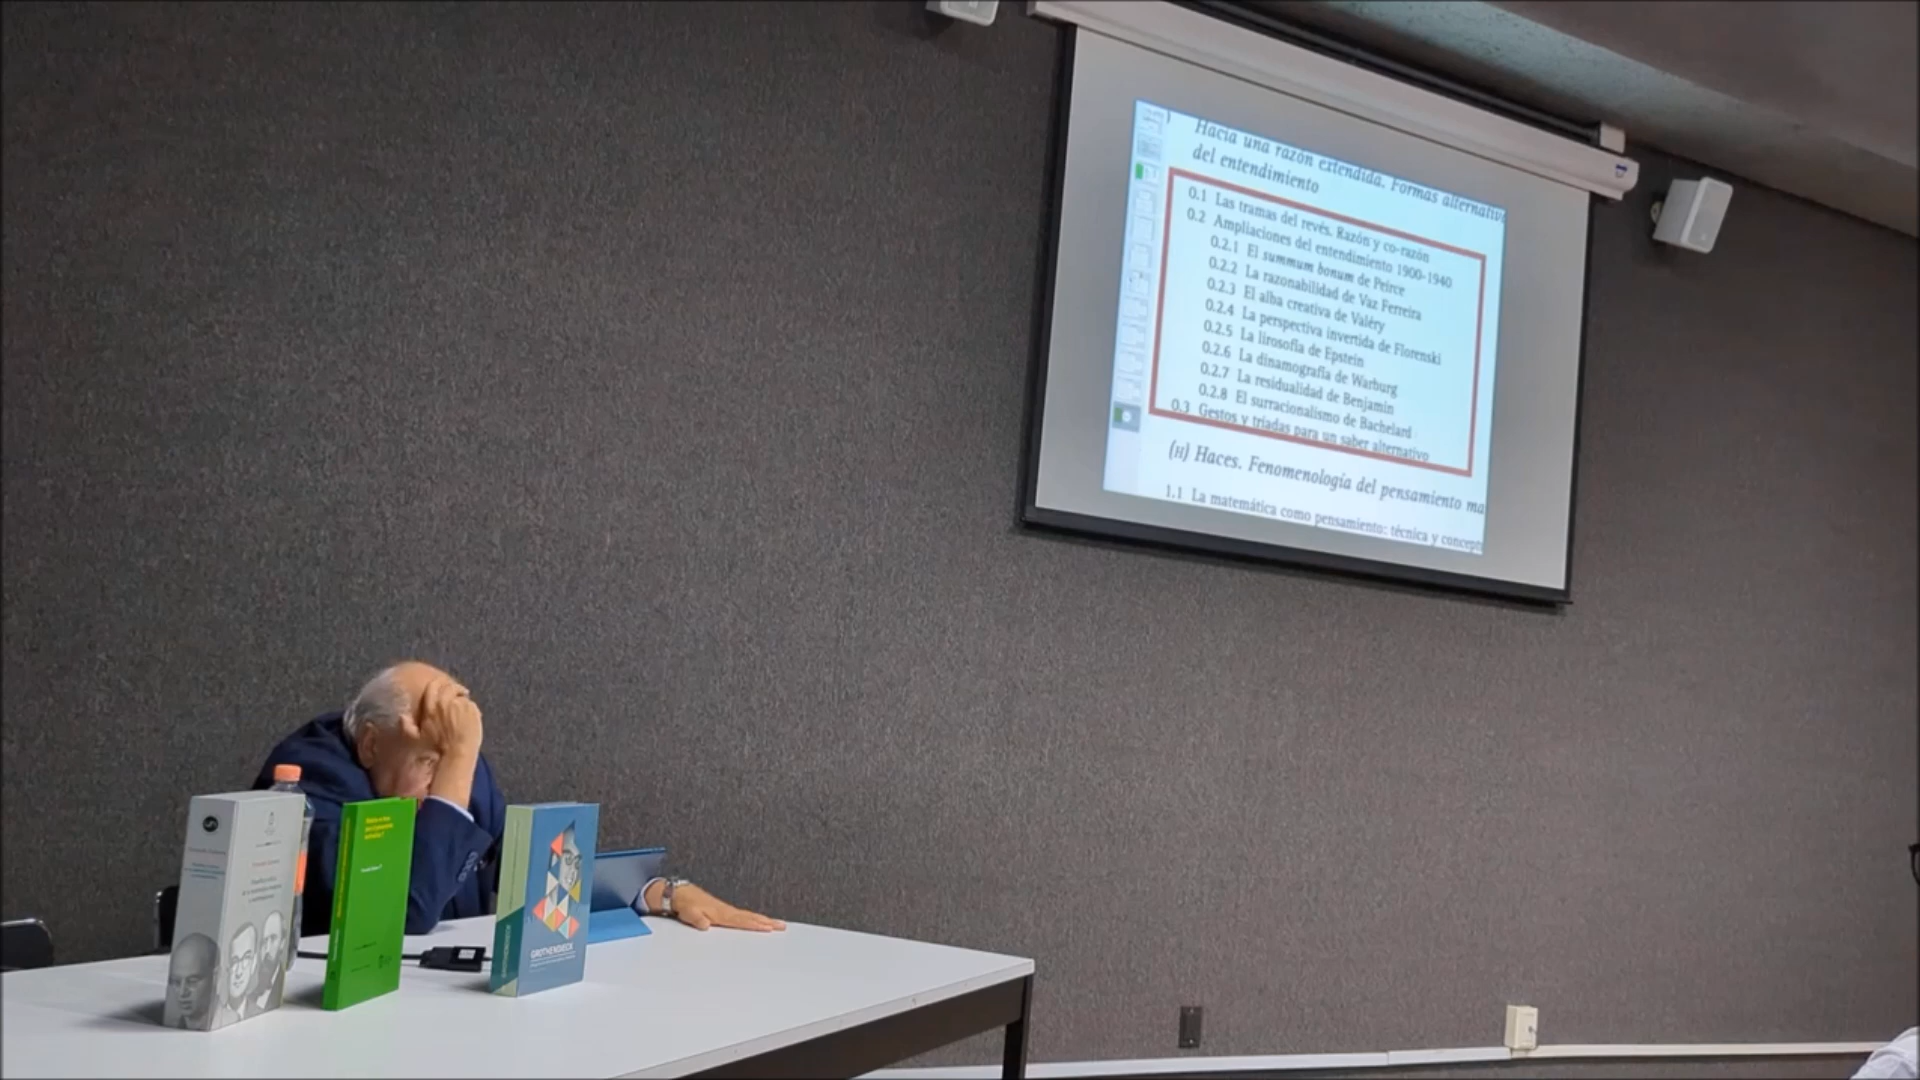 Hacia una razón extendida. Formas alternativ
del entendimiento
0.1 Las tramas del revés. Razón y co-razón
0.2 Ampliaciones del entendimiento 1900-1940
0.2.1 El summum bonum de Peirce
0.2.2 La razonabilidad de Vaz Ferreira
0.2.3 El alba creativa de Valéry
0.2.4 La perspectiva invertida de Florenski
0.2.5 La lirosofía de Epstein
0.2.6 La dinamografía de Warburg
0.2.7 La residualidad de Benjamin
0.2.8 El surracionalismo de Bachelard
0.3 Gestos y tríadas para un saber alternativo
(H) Haces. Fenomenología del pensamiento ma
1.1 La matemática como pensamiento: técnica y concept
GROTHENDIECK